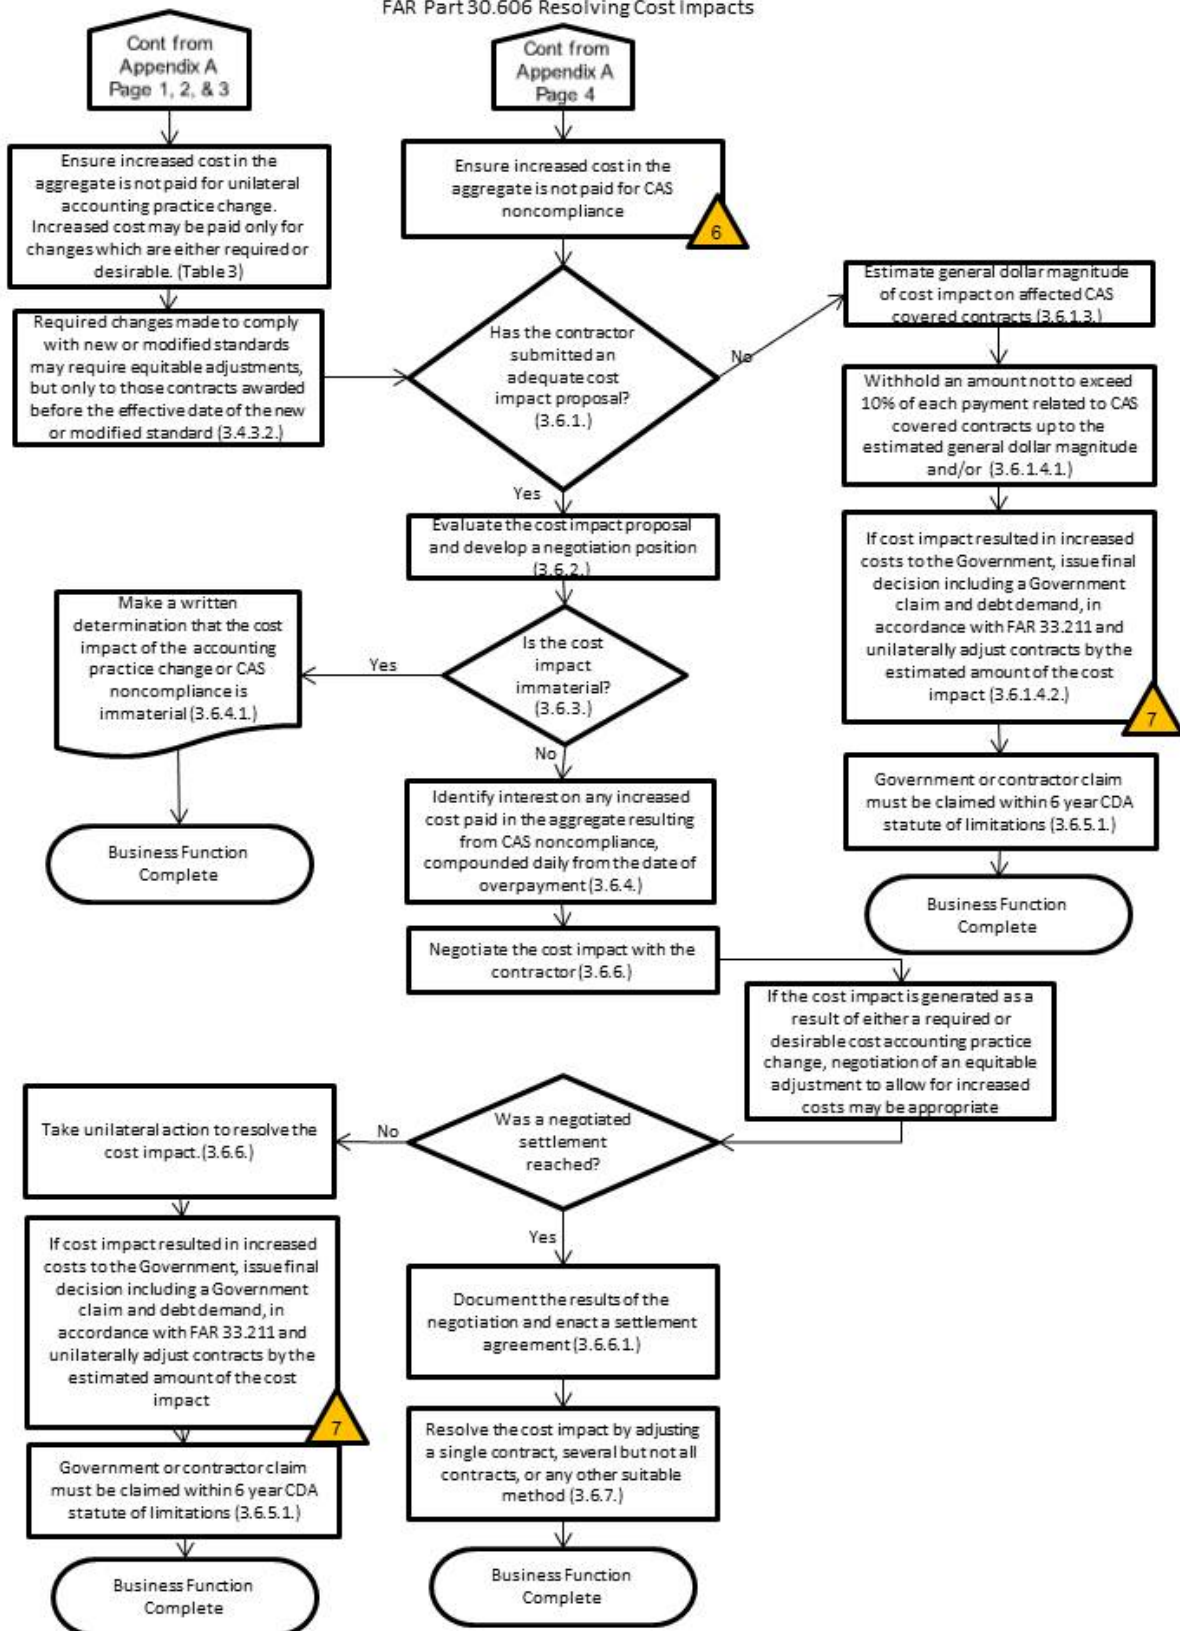 FAR Part 30.606 Resolving Cost Impacts
Cont from
Appendix A
Page 1, 2, & 3
Cont from
Appendix A
Page 4
Ensure increased cost in the
aggregate is not paid for unilateral
accounting practice change.
Increased cost may be paid only for
changes which are either required or
desirable. (Table 3)
Ensure increased cost in the
aggregate is not paid for CAS
noncompliance
6
Required changes made to comply
with new or modified standards
may require equitable adjustments,
but only to those contracts awarded
before the effective date of the new
or modified standard (3.4.3.2.)
Has the contractor
submitted an
adequate cost
impact proposal?
(3.6.1.)
No
Estimate general dollar magnitude
of cost impact on affected CAS
covered contracts (3.6.1.3.)
Withhold an amount not to exceed
10% of each payment related to CAS
covered contracts up to the
estimated general dollar magnitude
and/or (3.6.1.4.1.)
Yes
Evaluate the cost impact proposal
and develop a negotiation position
(3.6.2.)
If cost impact resulted in increased
costs to the Government, issue final
decision including a Government
claim and debt demand, in
accordance with FAR 33.211 and
unilaterally adjust contracts by the
estimated amount of the cost
impact (3.6.1.4.2.)
7
Make a written
determination that the cost
impact of the accounting
practice change or CAS
noncompliance is
immaterial (3.6.4.1.)
Yes
Is the cost
impact
immaterial?
(3.6.3.)
No
Business Function
Complete
Identify interest on any increased
cost paid in the aggregate resulting
from CAS noncompliance,
compounded daily from the date of
overpayment (3.6.4.)
Government or contractor claim
must be claimed within 6 year CDA
statute of limitations (3.6.5.1.)
Business Function
Complete
Negotiate the cost impact with the
contractor (3.6.6.)
If the cost impact is generated as a
result of either a required or
desirable cost accounting practice
change, negotiation of an equitable
adjustment to allow for increased
costs may be appropriate
Was a negotiated
settlement
reached?
No
Take unilateral action to resolve the
cost impact. (3.6.6.)
Yes
If cost impact resulted in increased
costs to the Government, issue final
decision including a Government
claim and debt demand, in
accordance with FAR 33.211 and
unilaterally adjust contracts by the
estimated amount of the cost
impact
7
Document the results of the
negotiation and enact a settlement
agreement (3.6.6.1.)
Government or contractor claim
must be claimed within 6 year CDA
statute of limitations (3.6.5.1.)
Resolve the cost impact by adjusting
a single contract, several but not all
contracts, or any other suitable
method (3.6.7.)
Business Function
Complete
Business Function
Complete